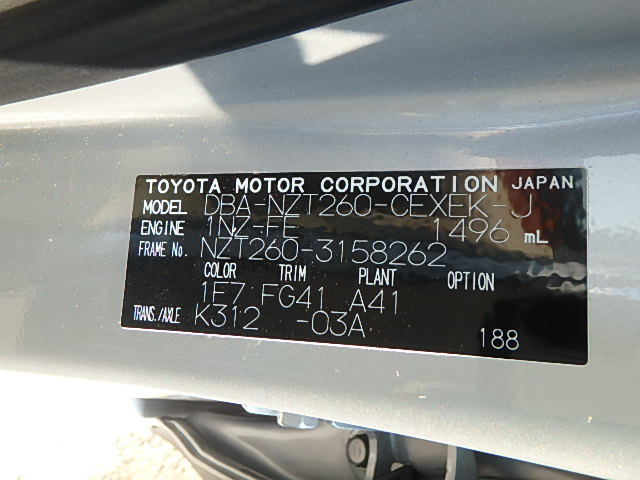 TOYOTA MOTOR CORPORATION JAPAN
MODEL DBA-NZT260-CEXEK-J
ENGINE 1NZ-FE 1496 mL
FRAME No. NZT260-3158262
COLOR TRIM PLANT OPTION
1E7 FG41 A41
TRANS./AXLE K312 -03A
188